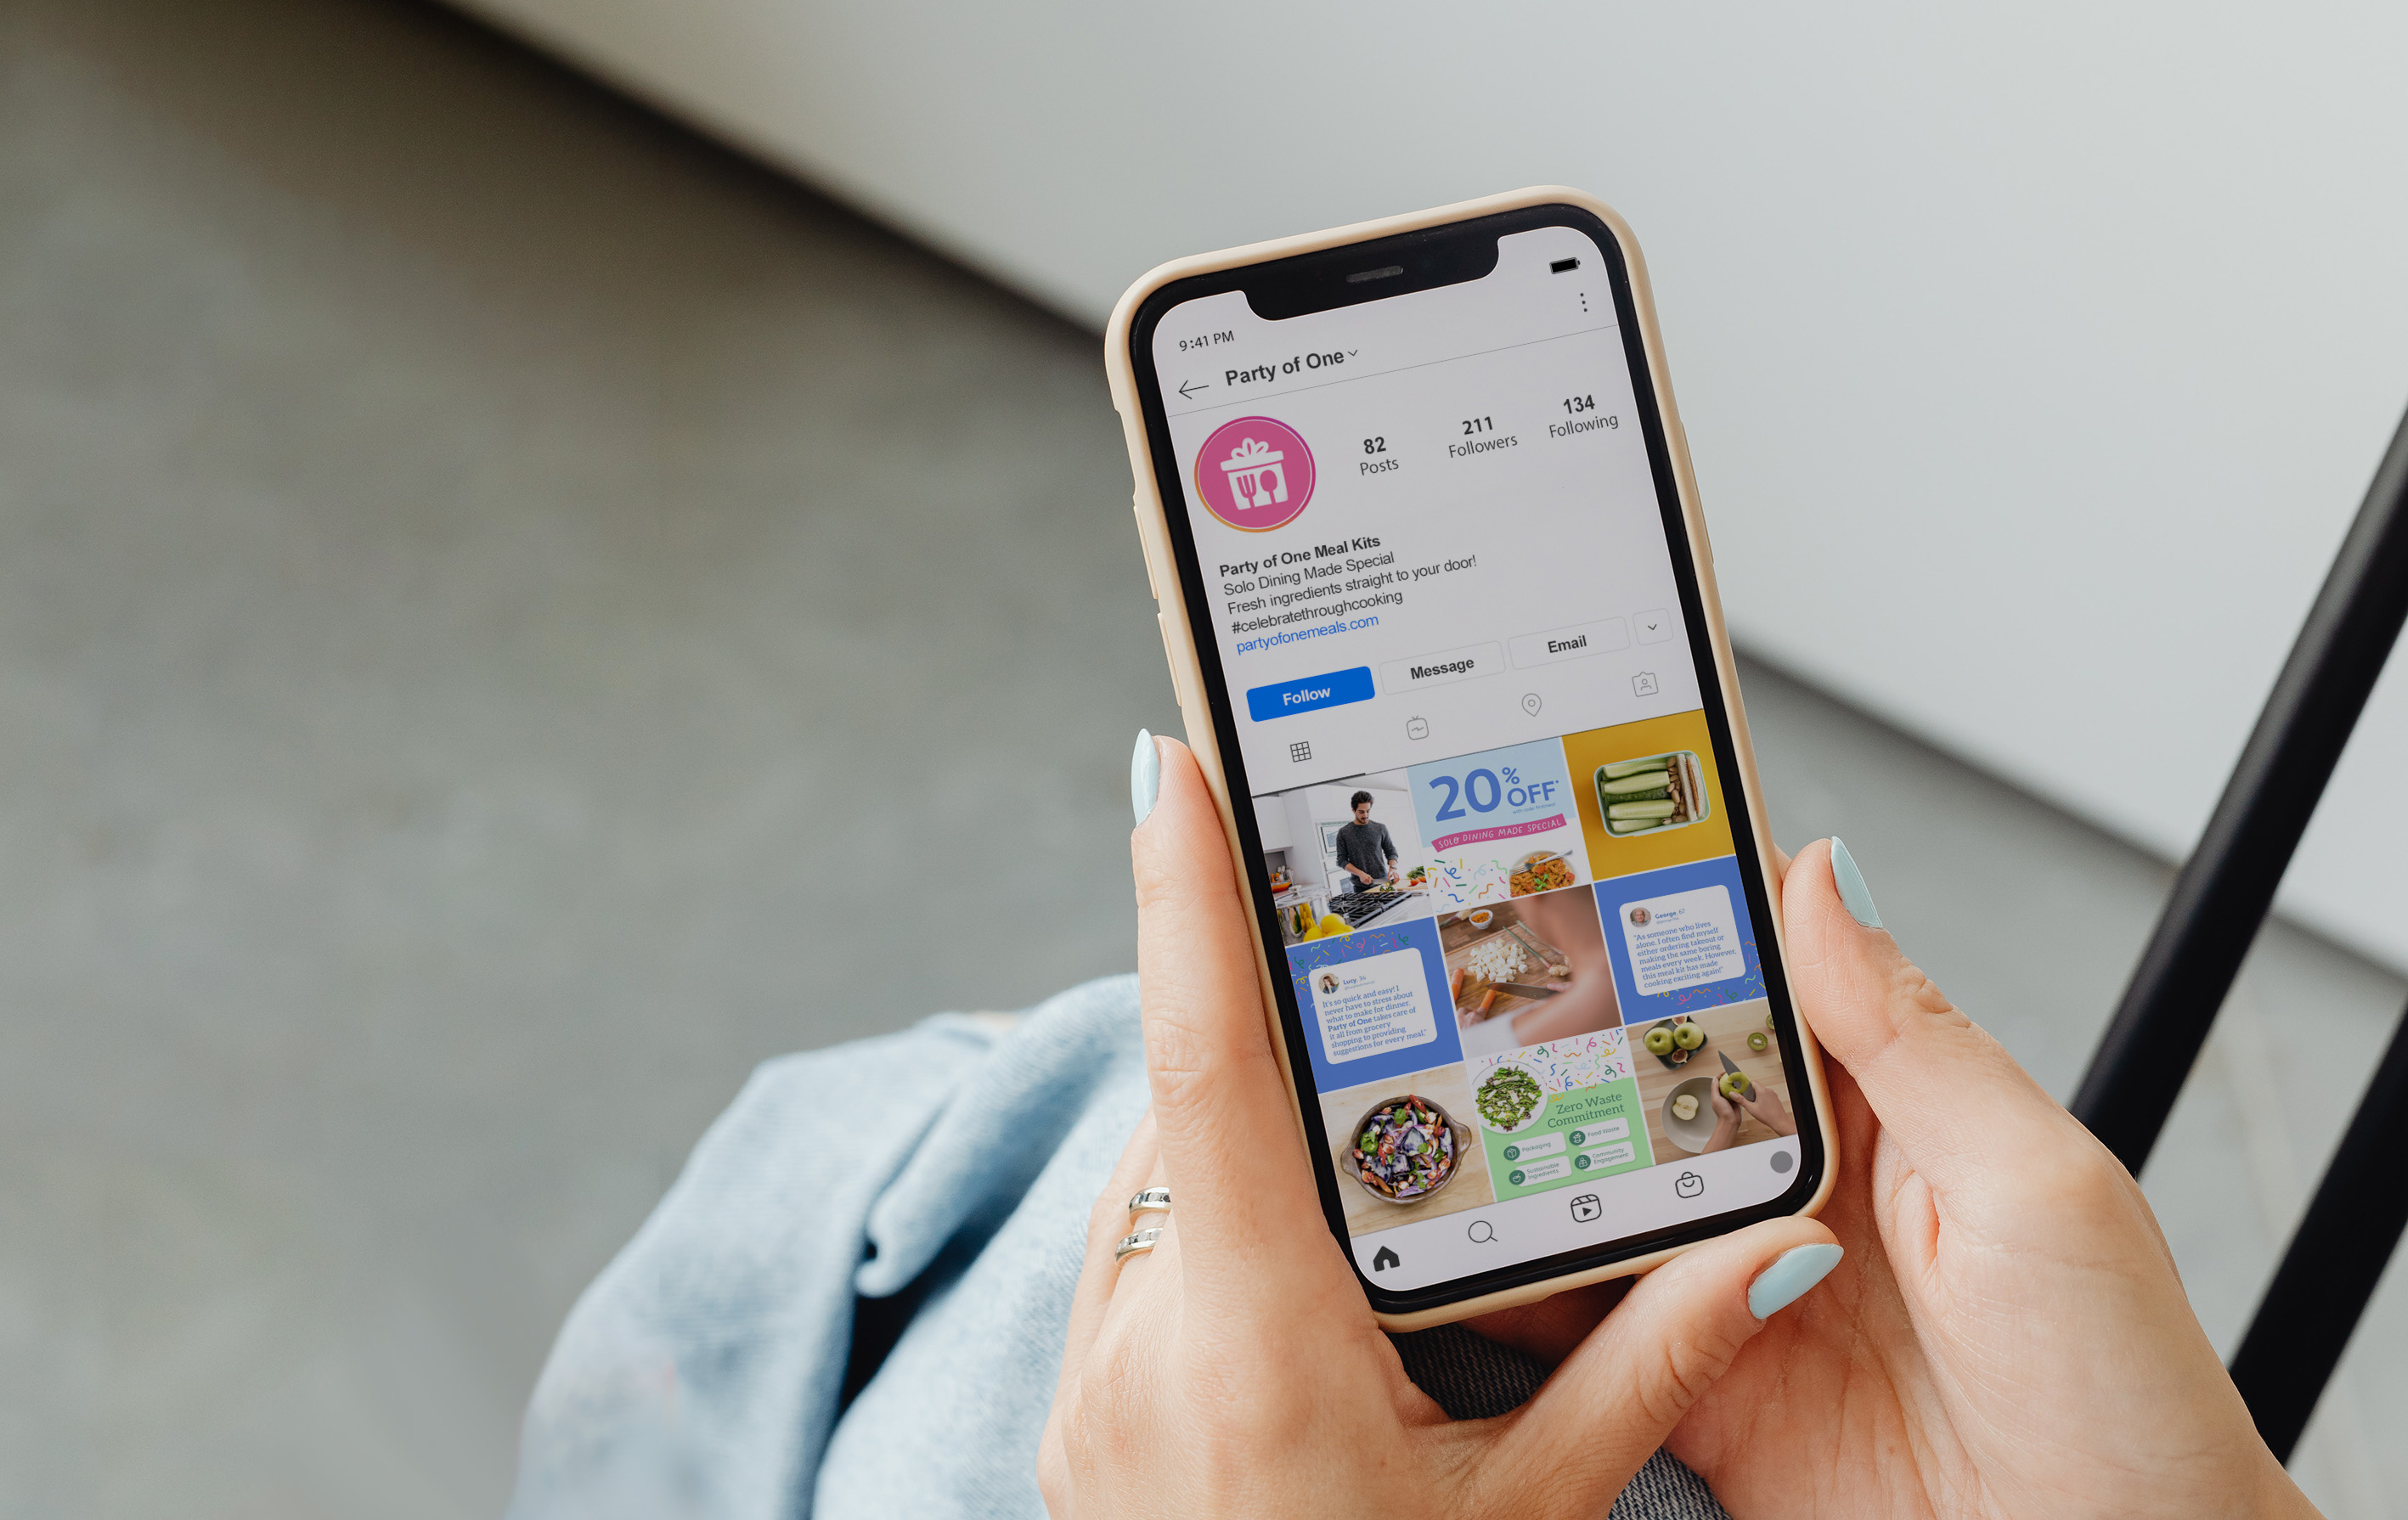 9:41 PM
Party of One
82
Posts
211
Followers
134
Following
Party of One Meal Kits
Solo Dining Made Special
Fresh ingredients straight to your door!
#celebratethroughcooking
partyofonemeals.com
Follow
Message
Email
20% OFF*
SOLO DINING MADE SPECIAL
Lucy, 34
It's so quick and easy! I
never have to stress about
what to make for dinner.
Party of One takes care of
it all from grocery
shopping to providing
suggestions for every meal."
George, 67
"As someone who lives
alone, I often find myself
either ordering takeout or
making the same boring
meals every week. However,
this meal kit has made
cooking exciting again!"
Zero Waste
Commitment
Packaging
Food Waste
Sustainable
Ingredients
Community
Engagement